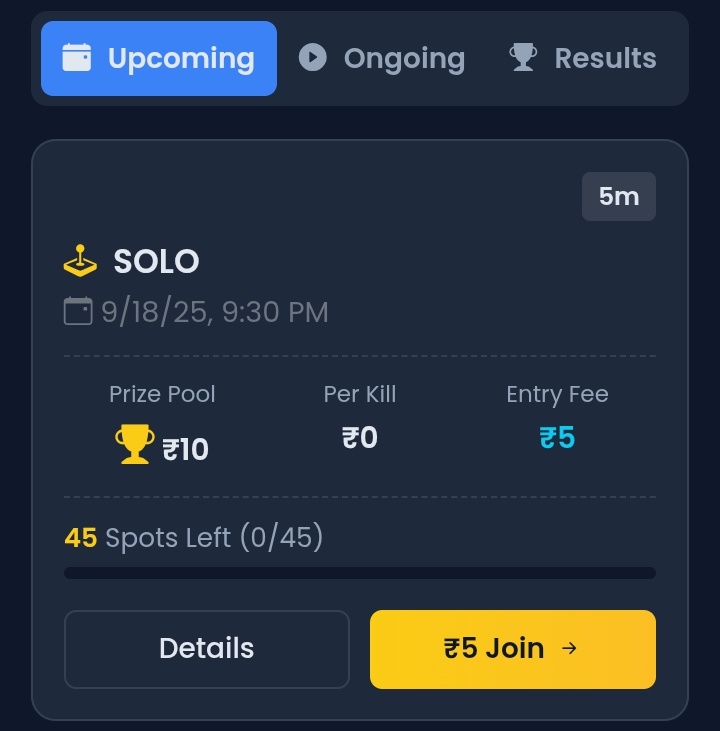 Upcoming Ongoing Results
5m
SOLO
9/18/25, 9:30 PM
Prize Pool Per Kill Entry Fee
₹10 ₹0 ₹5
45 Spots Left (0/45)
Details ₹5 Join →